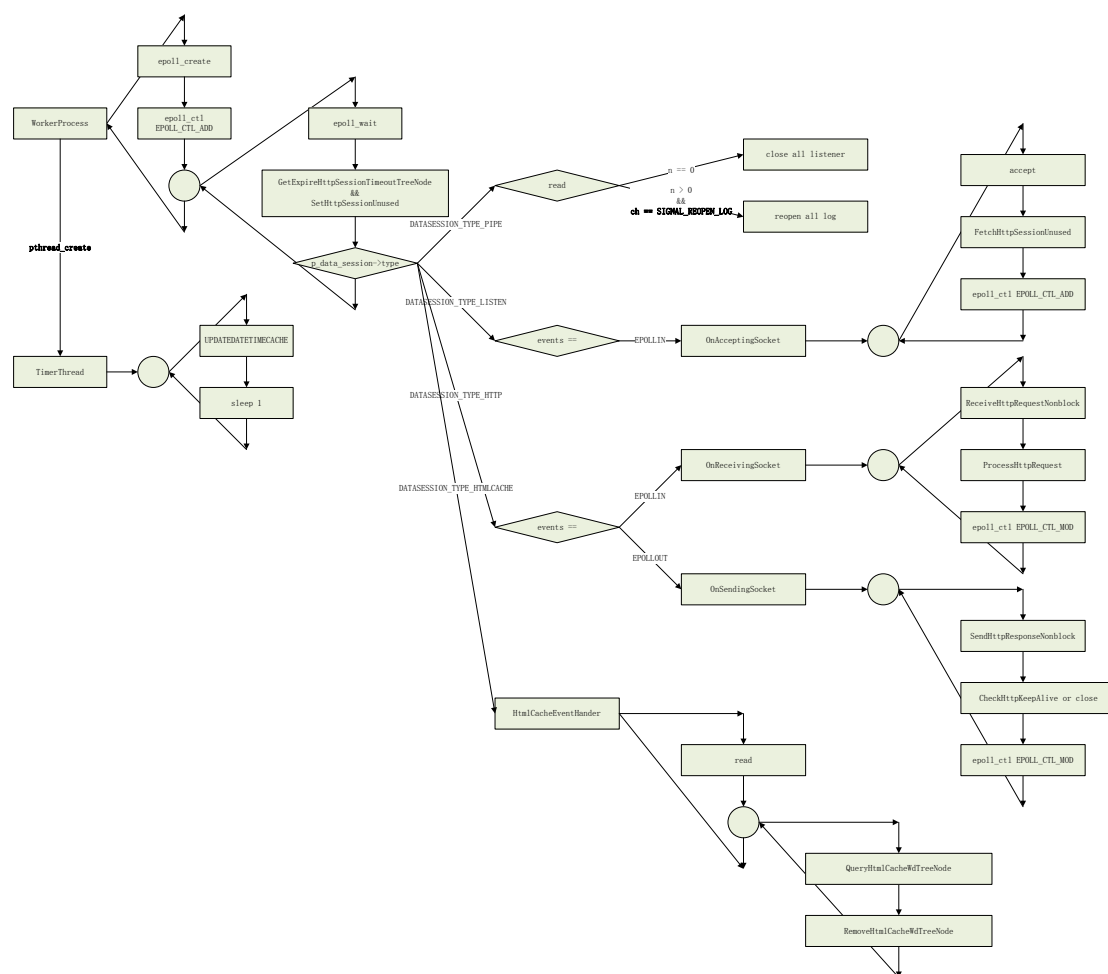 epoll_create
WorkerProcess
epoll_ctl
EPOLL_CTL_ADD
pthread_create
TimerThread
UPDATEDATETIMECACHE
sleep 1
epoll_wait
GetExpireHttpSessionTimeoutTreeNode
&&
SetHttpSessionUnused
p_data_session->type
DATASESSION_TYPE_PIPE
read
n == 0
close all listener
n > 0
&&
ch == SIGNAL_REOPEN_LOG
reopen all log
DATASESSION_TYPE_LISTEN
events ==
EPOLLIN
OnAcceptingSocket
accept
FetchHttpSessionUnused
epoll_ctl EPOLL_CTL_ADD
DATASESSION_TYPE_HTTP
events ==
EPOLLIN
OnReceivingSocket
ReceiveHttpRequestNonblock
ProcessHttpRequest
epoll_ctl EPOLL_CTL_MOD
EPOLLOUT
OnSendingSocket
SendHttpResponseNonblock
CheckHttpKeepAlive or close
epoll_ctl EPOLL_CTL_MOD
DATASESSION_TYPE_HTMLCACHE
HtmlCacheEventHander
read
QueryHtmlCacheWdTreeNode
RemoveHtmlCacheWdTreeNode